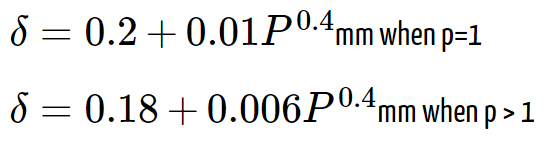 δ = 0.2 + 0.01P^0.4 mm when p=1
δ = 0.18 + 0.006P^0.4 mm when p > 1